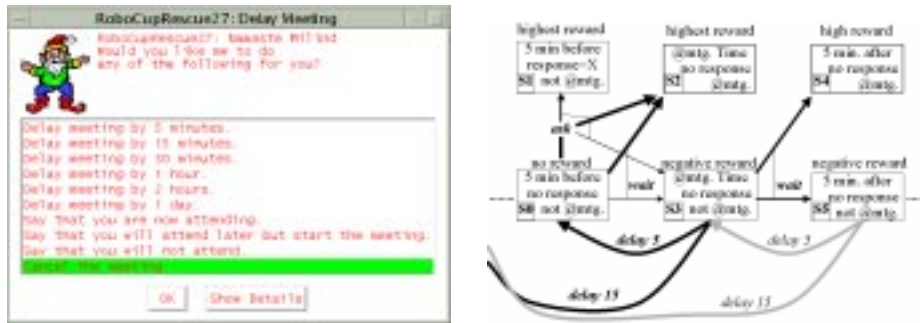 RoboCupRescue27: Delay Meeting
RoboCupRescue27: Namaste Milind
Would you like me to do
any of the following for you?
Delay meeting by 5 minutes.
Delay meeting by 15 minutes.
Delay meeting by 30 minutes.
Delay meeting by 1 hour.
Delay meeting by 2 hours.
Delay meeting by 1 day.
Say that you are now attending.
Say that you will attend later but start the meeting.
Say that you will not attend.
Cancel the meeting
OK
Show Details
highest reward
5 min before
response=X
S1 not @mtg.
highest reward
@mtg. Time
no response
S2 @mtg.
high reward
5 min. after
no response
S4 @mtg.
ask
no reward
5 min before
no response
S0 not @mtg.
wait
negative reward
@mtg. Time
no response
S3 not @mtg.
wait
negative reward
5 min. after
no response
S5 not @mtg.
delay 5
delay 5
delay 15
delay 15